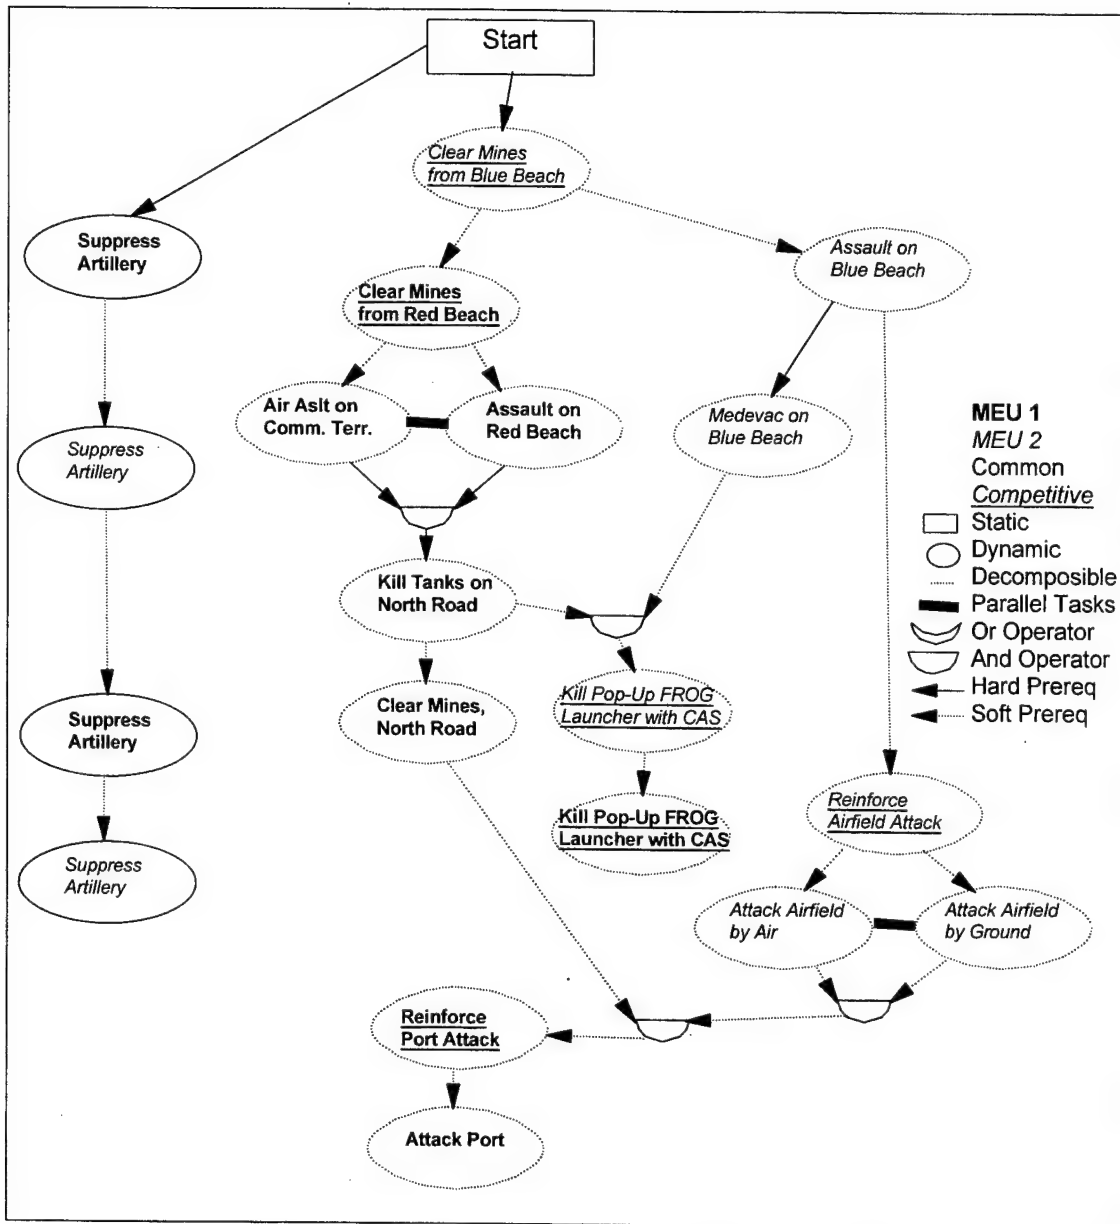 Start
Clear Mines
from Blue Beach
Suppress
Artillery
Assault on
Blue Beach
Clear Mines
from Red Beach
Air Aslt on
Comm. Terr.
Assault on
Red Beach
Medevac on
Blue Beach
Suppress
Artillery
Kill Tanks on
North Road
Clear Mines,
North Road
Kill Pop-Up FROG
Launcher with CAS
Suppress
Artillery
Kill Pop-Up FROG
Launcher with CAS
Reinforce
Airfield Attack
Suppress
Artillery
Attack Airfield
by Air
Attack Airfield
by Ground
Reinforce
Port Attack
Attack Port
MEU 1
MEU 2
Common
Competitive
Static
Dynamic
Decomposible
Parallel Tasks
Or Operator
And Operator
Hard Prereq
Soft Prereq